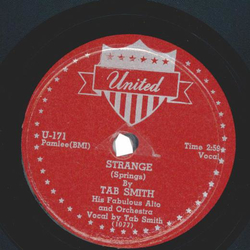 United
U-171
Pamlee(BMI)
Time 2:58
Vocal
STRANGE
(Springs)
By
TAB SMITH
His Fabulous Alto
and Orchestra
Vocal by Tab Smith
(1077)